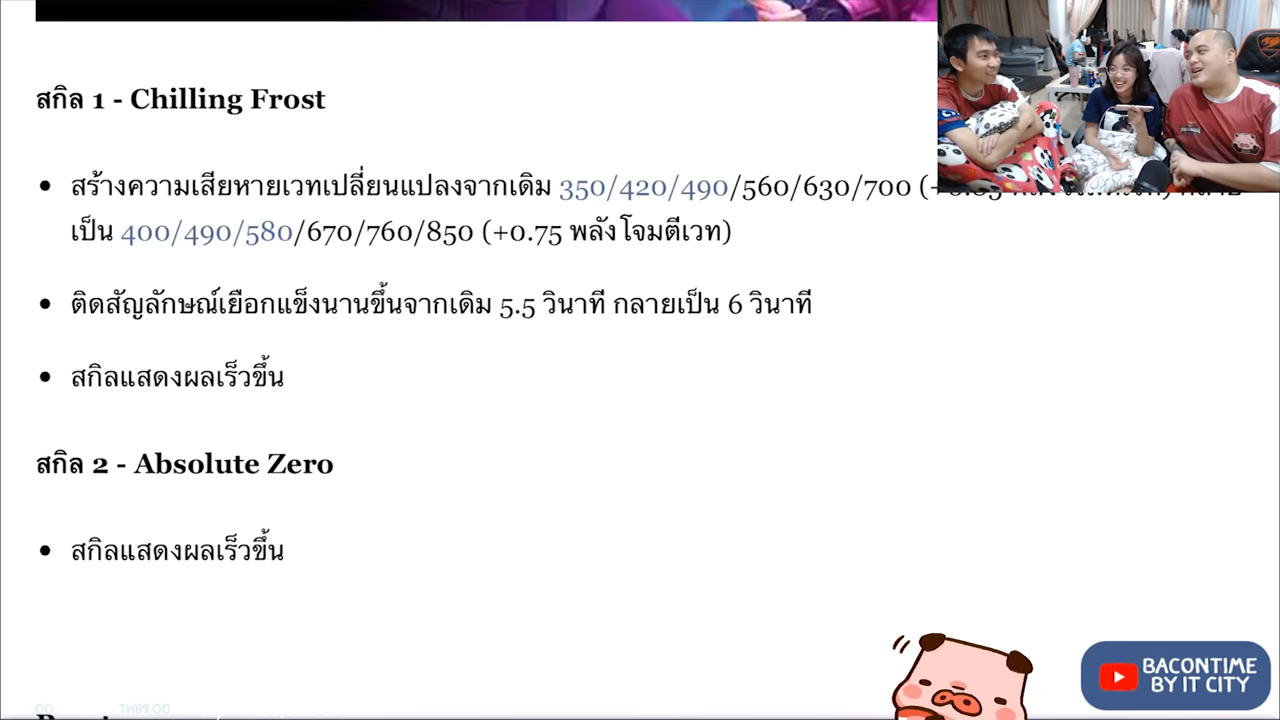 สกิล 1 - Chilling Frost
• สร้างความเสียหายเวทเปลี่ยนแปลงจากเดิม 350/420/490/560/630/700
เป็น 400/490/580/670/760/850 (+0.75 พลังโจมตีเวท)
• ติดสัญลักษณ์เยือกแข็งนานขึ้นจากเดิม 5.5 วินาที กลายเป็น 6 วินาที
• สกิลแสดงผลเร็วขึ้น
สกิล 2 - Absolute Zero
• สกิลแสดงผลเร็วขึ้น
BACONTIME
BY IT CITY